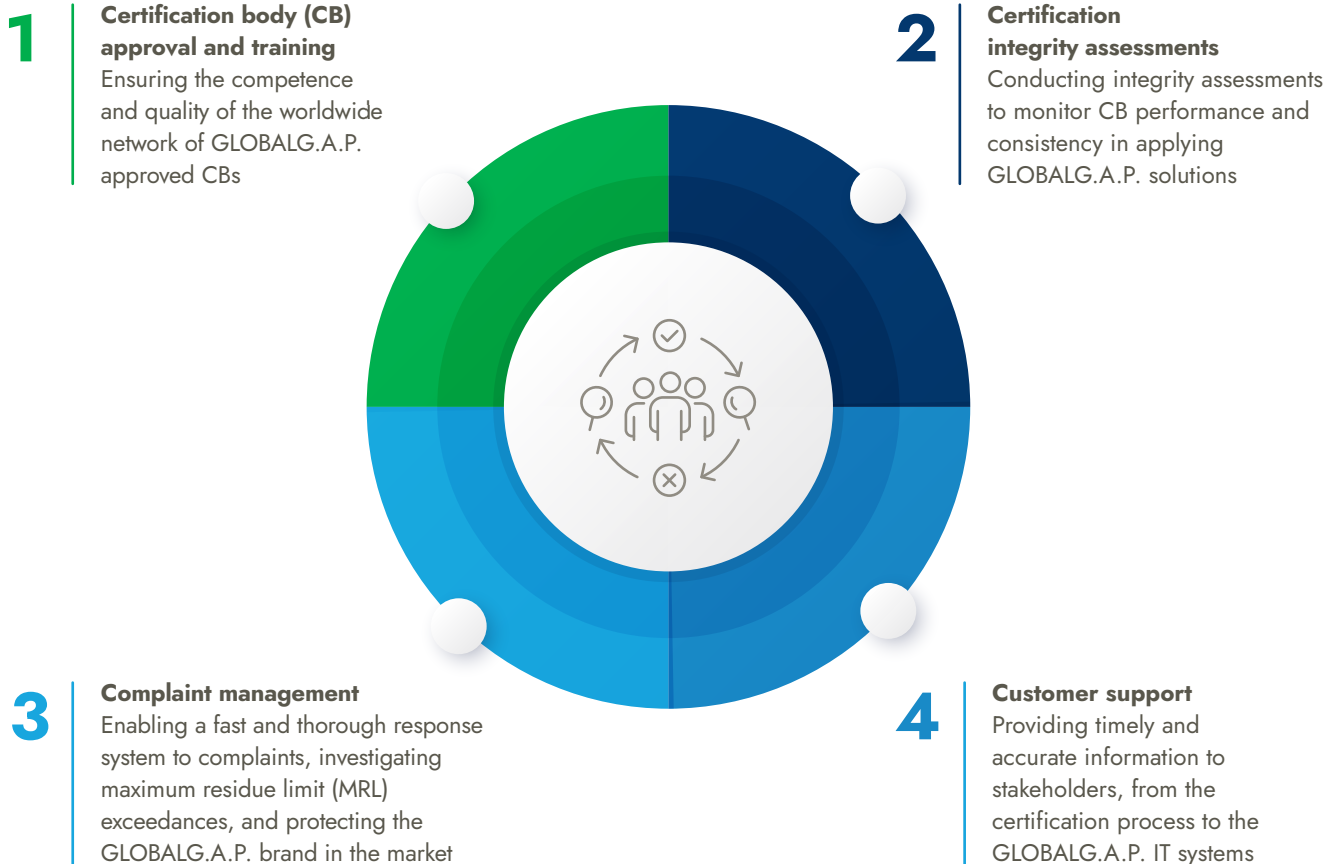 1
Certification body (CB)
approval and training
Ensuring the competence
and quality of the worldwide
network of GLOBALG.A.P.
approved CBs
2
Certification
integrity assessments
Conducting integrity assessments
to monitor CB performance and
consistency in applying
GLOBALG.A.P. solutions
3
Complaint management
Enabling a fast and thorough response
system to complaints, investigating
maximum residue limit (MRL)
exceedances, and protecting the
GLOBALG.A.P. brand in the market
4
Customer support
Providing timely and
accurate information to
stakeholders, from the
certification process to the
GLOBALG.A.P. IT systems